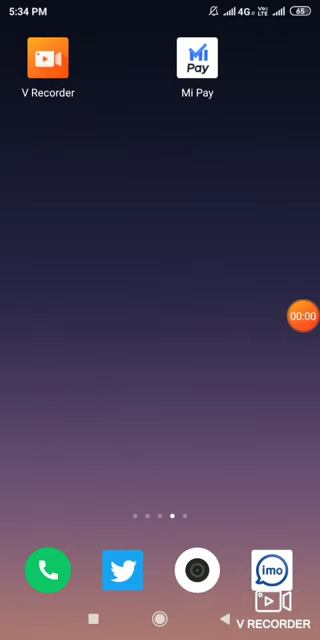 5:34 PM
4G
Vo)
LTE
65
Mi
Pay
V Recorder
Mi Pay
00:00
imo
V RECORDER